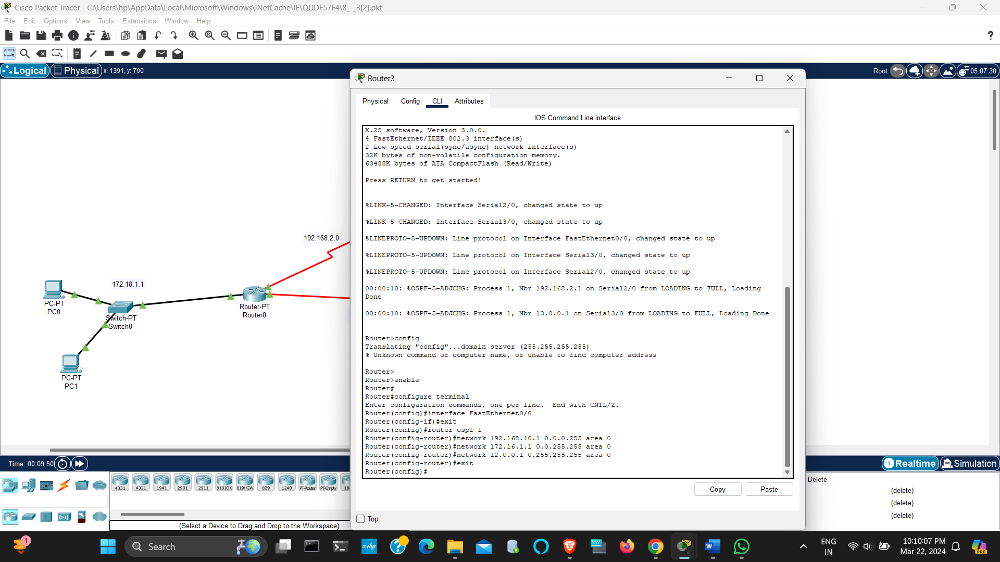 Cisco Packet Tracer - C:\Users\hp\AppData\Local\Microsoft\Windows\INetCache\IE\QUDF57F4\8_-_3[2].pkt
File Edit Options View Tools Extensions Window Help
Logical Physical x: 1391, y: 700
Root 05:07:30
192.168.2.0
172.18.1.1
PC-PT
PC0
Switch-PT
Switch0
Router-PT
Router0
PC-PT
PC1
Router3
Physical Config CLI Attributes
IOS Command Line Interface
X.25 software, Version 3.0.0.
4 FastEthernet/IEEE 802.3 interface(s)
2 Low-speed serial(sync/async) network interface(s)
32K bytes of non-volatile configuration memory.
63488K bytes of ATA CompactFlash (Read/Write)
Press RETURN to get started!
%LINK-5-CHANGED: Interface Serial2/0, changed state to up
%LINK-5-CHANGED: Interface Serial3/0, changed state to up
%LINEPROTO-5-UPDOWN: Line protocol on Interface FastEthernet0/0, changed state to up
%LINEPROTO-5-UPDOWN: Line protocol on Interface Serial3/0, changed state to up
%LINEPROTO-5-UPDOWN: Line protocol on Interface Serial2/0, changed state to up
00:00:10: %OSPF-5-ADJCHG: Process 1, Nbr 192.168.2.1 on Serial2/0 from LOADING to FULL, Loading
Done
00:00:10: %OSPF-5-ADJCHG: Process 1, Nbr 13.0.0.1 on Serial3/0 from LOADING to FULL, Loading Done
Router>config
Translating "config"...domain server (255.255.255.255)
% Unknown command or computer name, or unable to find computer address
Router>
Router>enable
Router#
Router#configure terminal
Enter configuration commands, one per line.  End with CNTL/Z.
Router(config)#interface FastEthernet0/0
Router(config-if)#exit
Router(config)#router ospf 1
Router(config-router)#network 192.168.10.1 0.0.0.255 area 0
Router(config-router)#network 172.16.1.1 0.0.255.255 area 0
Router(config-router)#network 12.0.0.1 0.255.255.255 area 0
Router(config-router)#exit
Router(config)#
Copy Paste
Top
Time: 00:09:50
Realtime Simulation
4331 4321 1941 2901 2911 819IOX 819HGW 829 1240 PT-Router PT-Empty 18
(Select a Device to Drag and Drop to the Workspace)
Delete
(delete)
(delete)
(delete)
1
Search
myhp
ENG
IN
10:10:07 PM
Mar 22, 2024
PRE